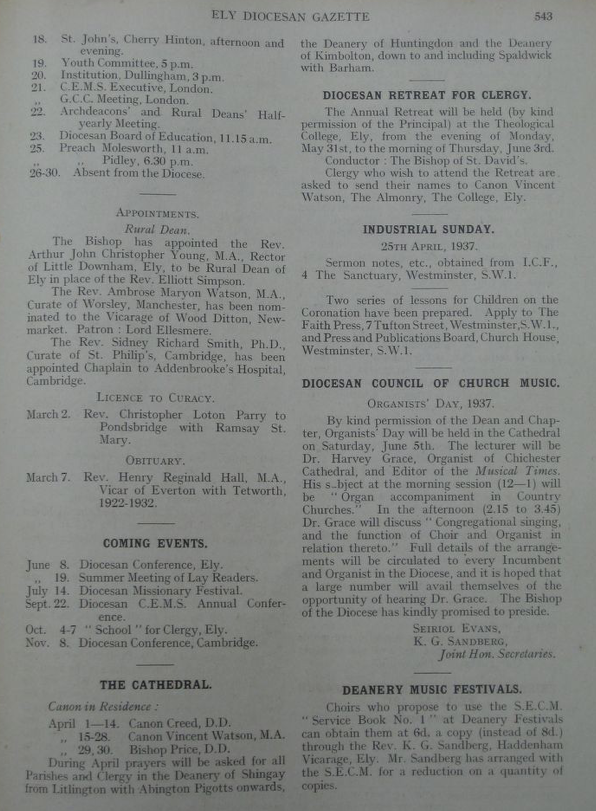 ELY DIOCESAN GAZETTE 543
18. St. John's, Cherry Hinton, afternoon and
evening.
19. Youth Committee, 5 p.m.
20. Institution, Dullingham, 3 p.m.
21. C.E.M.S. Executive, London.
„ G.C.C. Meeting, London.
22. Archdeacons' and Rural Deans' Half-
yearly Meeting.
23. Diocesan Board of Education, 11.15 a.m.
25. Preach Molesworth, 11 a.m.
„ „ Pidley, 6.30 p.m.
26-30. Absent from the Diocese.
APPOINTMENTS.
Rural Dean.
The Bishop has appointed the Rev.
Arthur John Christopher Young, M.A., Rector
of Little Downham, Ely, to be Rural Dean of
Ely in place of the Rev. Elliott Simpson.
The Rev. Ambrose Maryon Watson, M.A.,
Curate of Worsley, Manchester, has been nom-
inated to the Vicarage of Wood Ditton, New-
market. Patron : Lord Ellesmere.
The Rev. Sidney Richard Smith, Ph.D.,
Curate of St. Philip's, Cambridge, has been
appointed Chaplain to Addenbrooke's Hospital,
Cambridge.
LICENCE TO CURACY.
March 2. Rev. Christopher Loton Parry to
Pondsbridge with Ramsay St.
Mary.
OBITUARY.
March 7. Rev. Henry Reginald Hall, M.A.,
Vicar of Everton with Tetworth,
1922-1932.
COMING EVENTS.
June 8. Diocesan Conference, Ely.
„ 19. Summer Meeting of Lay Readers.
July 14. Diocesan Missionary Festival.
Sept. 22. Diocesan C.E.M.S. Annual Confer-
ence.
Oct. 4-7 " School " for Clergy, Ely.
Nov. 8. Diocesan Conference, Cambridge.
THE CATHEDRAL.
Canon in Residence :
April 1—14. Canon Creed, D.D.
„ 15-28. Canon Vincent Watson, M.A.
„ 29, 30. Bishop Price, D.D.
During April prayers will be asked for all
Parishes and Clergy in the Deanery of Shingay
from Litlington with Abington Pigotts onwards,
the Deanery of Huntingdon and the Deanery
of Kimbolton, down to and including Spaldwick
with Barham.
DIOCESAN RETREAT FOR CLERGY.
The Annual Retreat will be held (by kind
permission of the Principal) at the Theological
College, Ely, from the evening of Monday,
May 31st, to the morning of Thursday, June 3rd.
Conductor : The Bishop of St. David's.
Clergy who wish to attend the Retreat are
asked to send their names to Canon Vincent
Watson, The Almonry, The College, Ely.
INDUSTRIAL SUNDAY.
25TH APRIL, 1937.
Sermon notes, etc., obtained from I.C.F.,
4 The Sanctuary, Westminster, S.W.1.
Two series of lessons for Children on the
Coronation have been prepared. Apply to The
Faith Press, 7 Tufton Street, Westminster, S.W.1.,
and Press and Publications Board, Church House,
Westminster, S.W.1.
DIOCESAN COUNCIL OF CHURCH MUSIC.
ORGANISTS' DAY, 1937.
By kind permission of the Dean and Chap-
ter, Organists' Day will be held in the Cathedral
on Saturday, June 5th. The lecturer will be
Dr. Harvey Grace, Organist of Chichester
Cathedral, and Editor of the Musical Times.
His s.bject at the morning session (12—1) will
be " Organ accompaniment in Country
Churches." In the afternoon (2.15 to 3.45)
Dr. Grace will discuss " Congregational singing,
and the function of Choir and Organist in
relation thereto." Full details of the arrange-
ments will be circulated to every Incumbent
and Organist in the Diocese, and it is hoped that
a large number will avail themselves of the
opportunity of hearing Dr. Grace. The Bishop
of the Diocese has kindly promised to preside.
SEIRIOL EVANS,
K. G. SANDBERG,
Joint Hon. Secretaries.
DEANERY MUSIC FESTIVALS.
Choirs who propose to use the S.E.C.M.
" Service Book No. 1 " at Deanery Festivals
can obtain them at 6d. a copy (instead of 8d.)
through the Rev. K. G. Sandberg, Haddenham
Vicarage, Ely. Mr. Sandberg has arranged with
the S.E.C.M. for a reduction on a quantity of
copies.